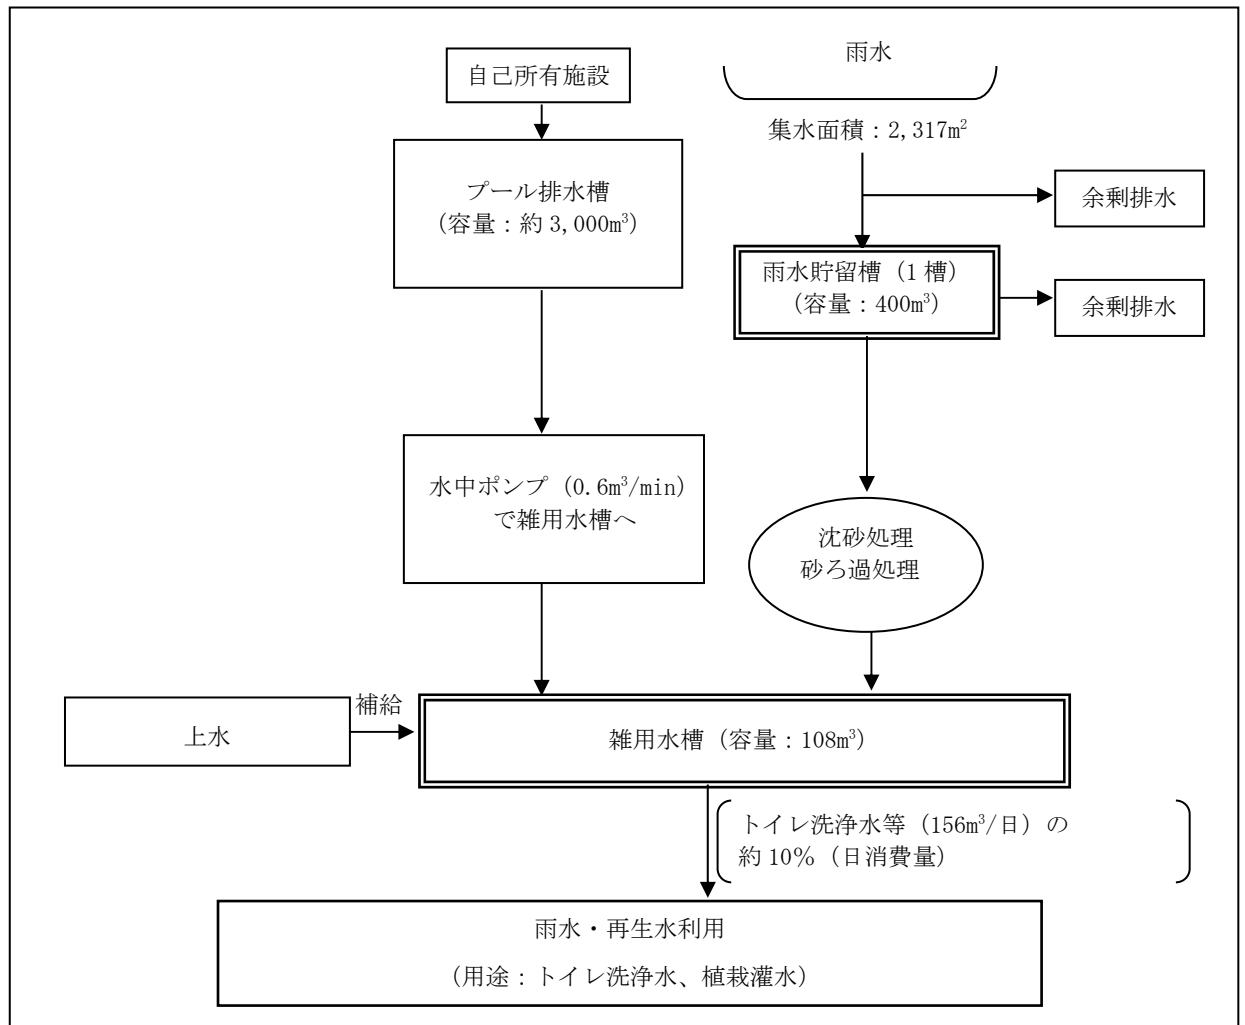 自己所有施設
プール排水槽
(容量：約3,000m³)
水中ポンプ（0.6m³/min）
で雑用水槽へ
雨水
集水面積：2,317m²
余剰排水
雨水貯留槽（1槽）
（容量：400m³）
余剰排水
沈砂処理
砂ろ過処理
上水
補給
雑用水槽（容量：108m³）
トイレ洗浄水等（156m³/日）の
約10％（日消費量）
雨水・再生水利用
（用途：トイレ洗浄水、植栽灌水）